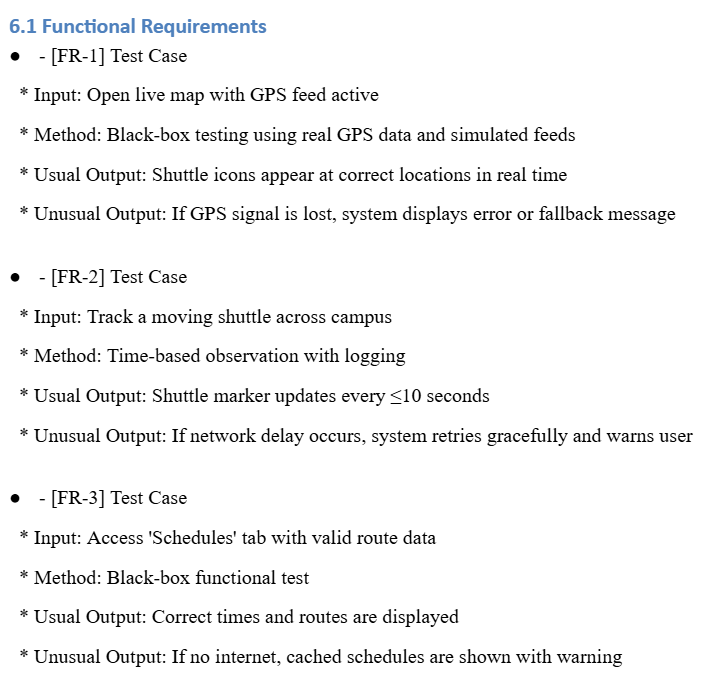 6.1 Functional Requirements
● - [FR-1] Test Case
* Input: Open live map with GPS feed active
* Method: Black-box testing using real GPS data and simulated feeds
* Usual Output: Shuttle icons appear at correct locations in real time
* Unusual Output: If GPS signal is lost, system displays error or fallback message
● - [FR-2] Test Case
* Input: Track a moving shuttle across campus
* Method: Time-based observation with logging
* Usual Output: Shuttle marker updates every ≤10 seconds
* Unusual Output: If network delay occurs, system retries gracefully and warns user
● - [FR-3] Test Case
* Input: Access 'Schedules' tab with valid route data
* Method: Black-box functional test
* Usual Output: Correct times and routes are displayed
* Unusual Output: If no internet, cached schedules are shown with warning